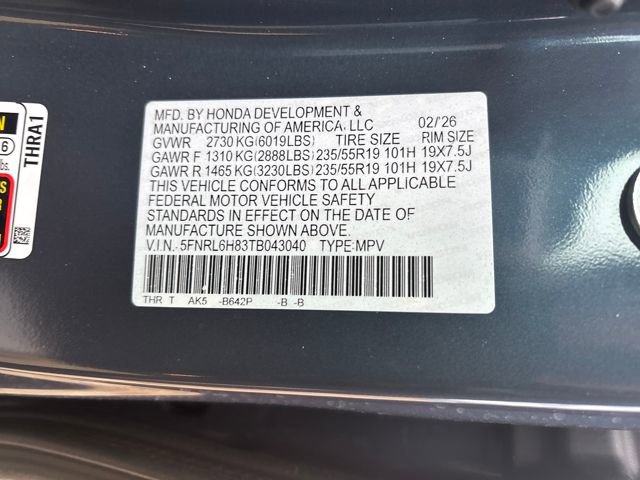 MFD. BY HONDA DEVELOPMENT &
MANUFACTURING OF AMERICA, LLC 02/'26
GVWR 2730 KG (6019LBS) TIRE SIZE RIM SIZE
GAWR F 1310 KG (2888LBS) 235/55R19 101H 19X7.5J
GAWR R 1465 KG (3230LBS) 235/55R19 101H 19X7.5J
THIS VEHICLE CONFORMS TO ALL APPLICABLE
FEDERAL MOTOR VEHICLE SAFETY
STANDARDS IN EFFECT ON THE DATE OF
MANUFACTURE SHOWN ABOVE.
V.I.N.-5FNRL6H83TB043040 TYPE:MPV
THR T AK5 -B642P -B -B
THRA1
6